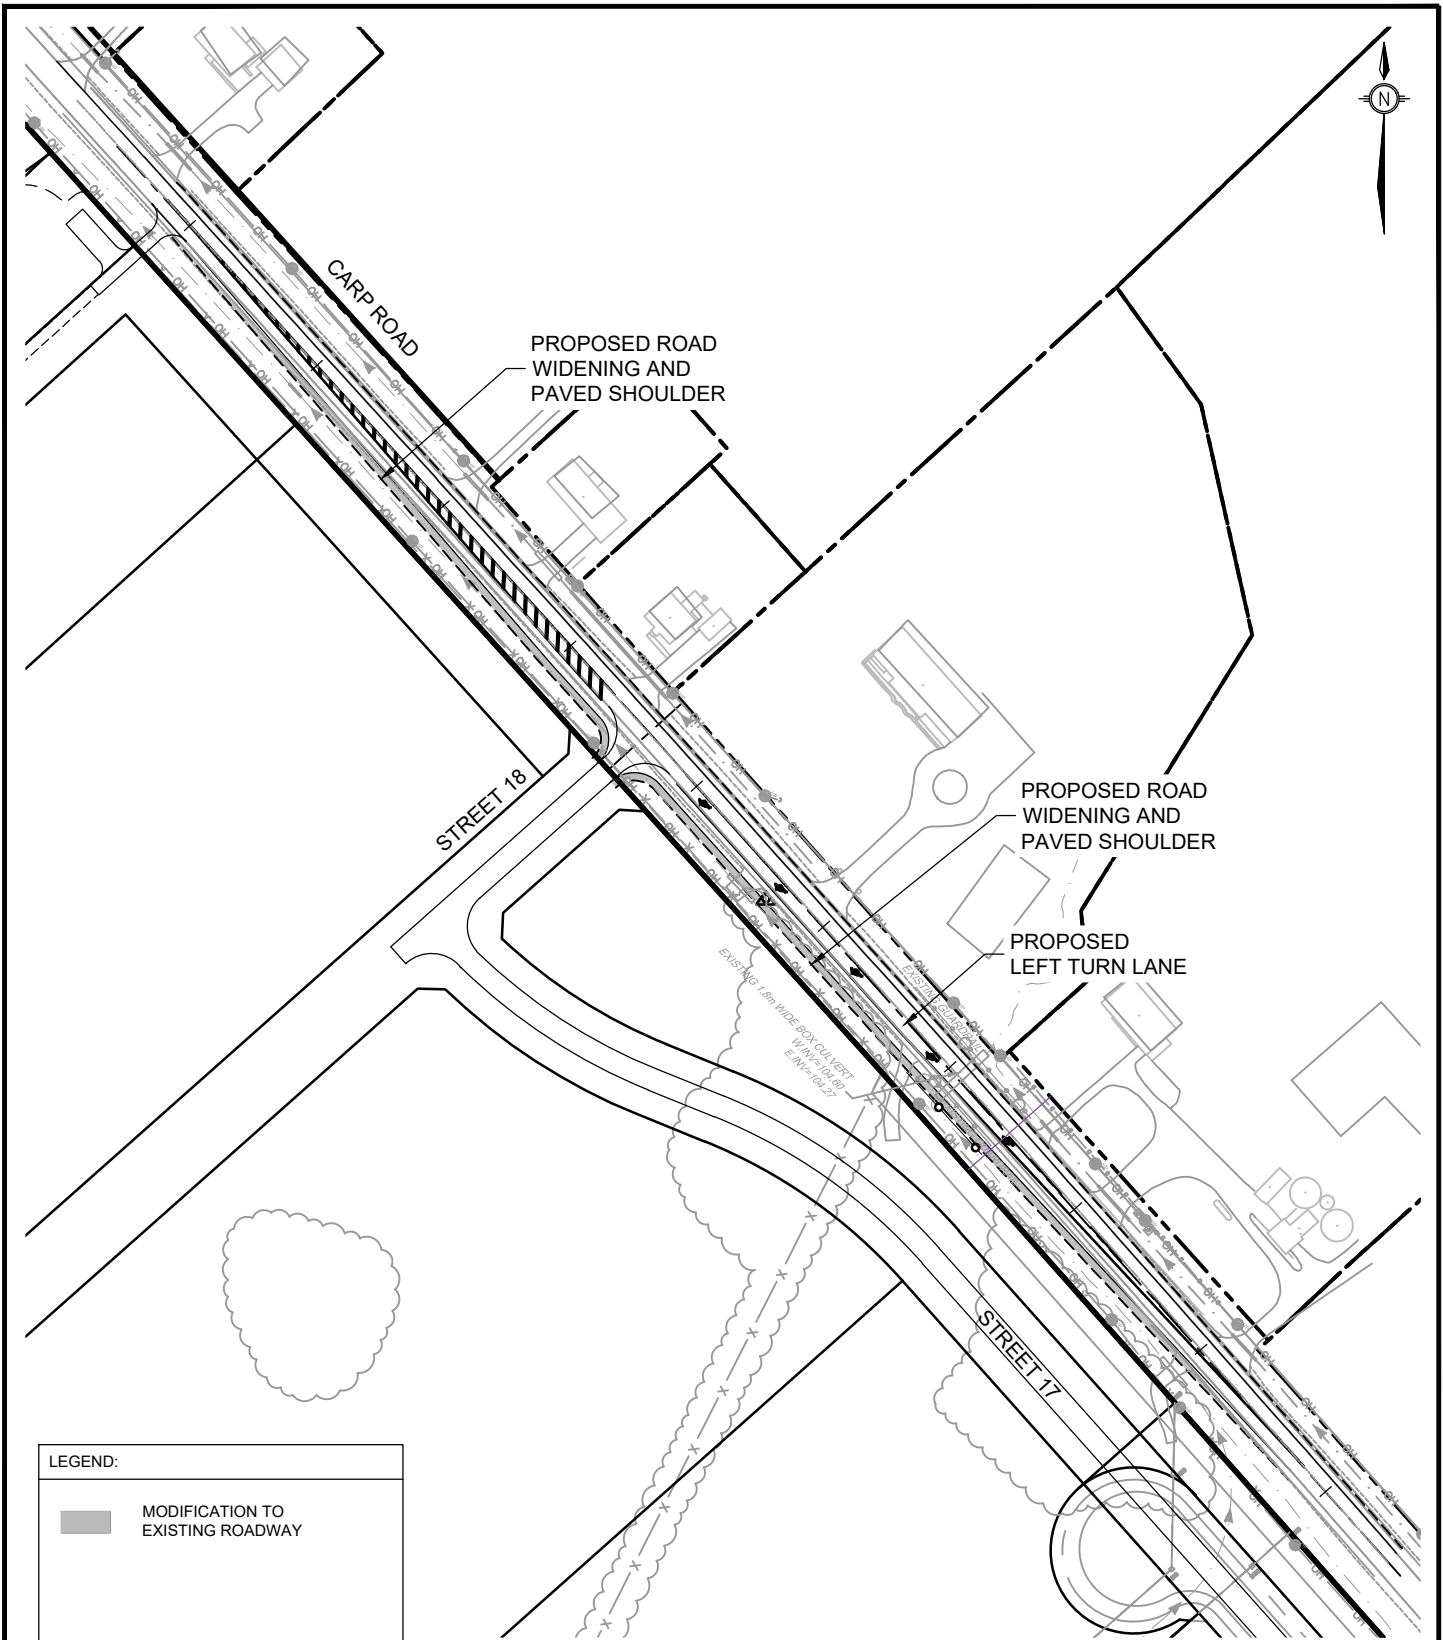 N
CARP ROAD
PROPOSED ROAD
WIDENING AND
PAVED SHOULDER
STREET 18
PROPOSED ROAD
WIDENING AND
PAVED SHOULDER
PROPOSED
LEFT TURN LANE
EXISTING GUARDRAIL
EXISTING 1.8m WIDE BOX CULVERT
W.INV=104.60
E.INV=104.27
STREET 17
LEGEND:
MODIFICATION TO
EXISTING ROADWAY